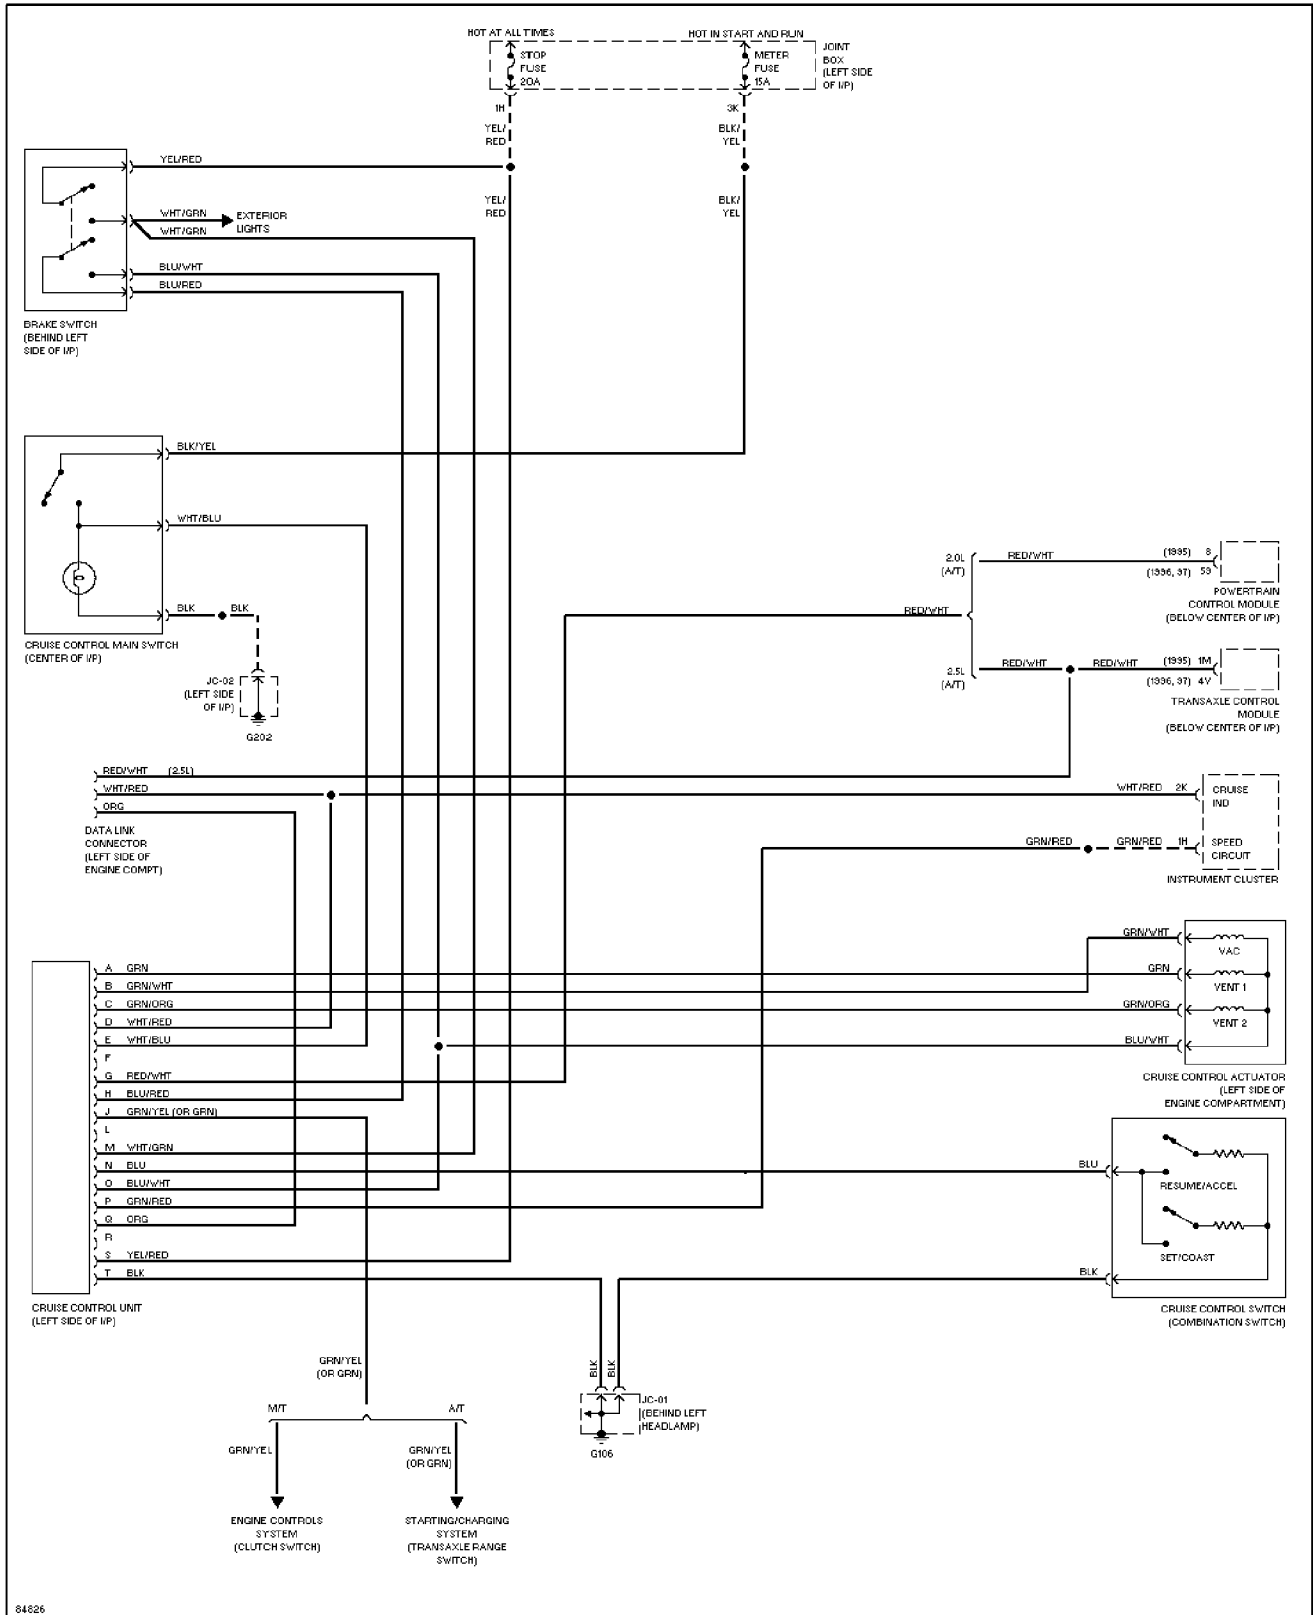 HOT AT ALL TIMES
HOT IN START AND RUN
STOP
FUSE
20A
METER
FUSE
15A
JOINT
BOX
(LEFT SIDE
OF I/P)
1H
3K
YEL/
RED
BLK/
YEL
YEL/RED
YEL/
RED
BLK/
YEL
WHT/GRN
EXTERIOR
LIGHTS
WHT/GRN
BLU/WHT
BLU/RED
BRAKE SWITCH
(BEHIND LEFT
SIDE OF I/P)
BLK/YEL
WHT/BLU
BLK
BLK
CRUISE CONTROL MAIN SWITCH
(CENTER OF I/P)
JC-02
(LEFT SIDE
OF I/P)
G202
2.0L
(A/T)
RED/WHT
(1995) 8
(1996, 97) 59
POWERTRAIN
CONTROL MODULE
(BELOW CENTER OF I/P)
RED/WHT
2.5L
(A/T)
RED/WHT
RED/WHT
(1995) 1M
(1996, 97) 4V
TRANSAXLE CONTROL
MODULE
(BELOW CENTER OF I/P)
RED/WHT (2.5L)
WHT/RED
ORG
DATA LINK
CONNECTOR
(LEFT SIDE OF
ENGINE COMPT)
WHT/RED 2K
CRUISE
IND
GRN/RED
GRN/RED 1H
SPEED
CIRCUIT
INSTRUMENT CLUSTER
GRN/WHT
VAC
GRN
VENT 1
GRN/ORG
VENT 2
BLU/WHT
CRUISE CONTROL ACTUATOR
(LEFT SIDE OF
ENGINE COMPARTMENT)
A GRN
B GRN/WHT
C GRN/ORG
D WHT/RED
E WHT/BLU
F
G RED/WHT
H BLU/RED
J GRN/YEL (OR GRN)
L
M WHT/GRN
N BLU
O BLU/WHT
P GRN/RED
Q ORG
R
S YEL/RED
T BLK
CRUISE CONTROL UNIT
(LEFT SIDE OF I/P)
BLU
RESUME/ACCEL
SET/COAST
BLK
CRUISE CONTROL SWITCH
(COMBINATION SWITCH)
GRN/YEL
(OR GRN)
BLK
BLK
JC-01
(BEHIND LEFT
HEADLAMP)
G106
M/T
A/T
GRN/YEL
GRN/YEL
(OR GRN)
ENGINE CONTROLS
SYSTEM
(CLUTCH SWITCH)
STARTING/CHARGING
SYSTEM
(TRANSAXLE RANGE
SWITCH)
84826